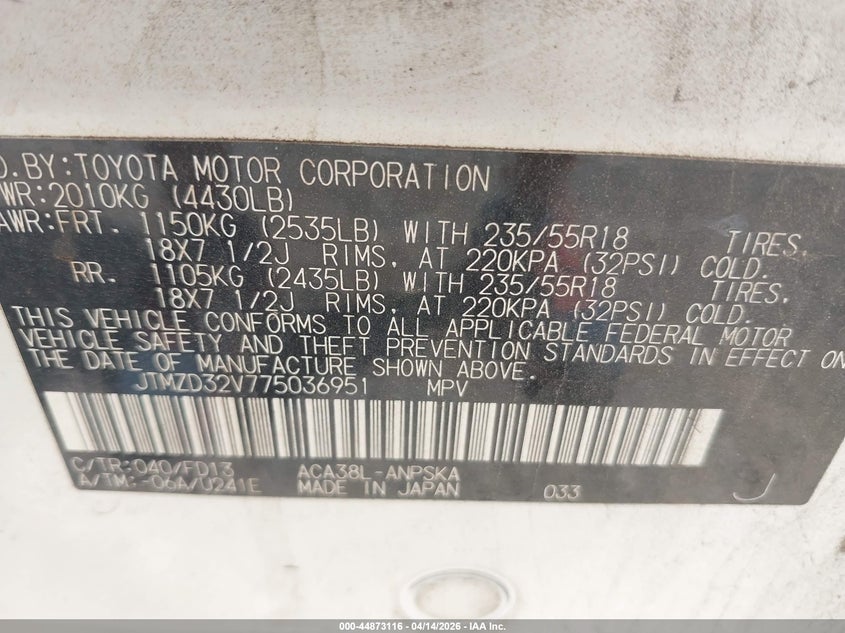 D. BY: TOYOTA MOTOR CORPORATION
WR: 2010KG (4430LB)
AWR: FRT. 1150KG (2535LB) WITH 235/55R18 TIRES,
18X7 1/2J RIMS, AT 220KPA (32PSI) COLD.
RR. 1105KG (2435LB) WITH 235/55R18 TIRES,
18X7 1/2J RIMS, AT 220KPA (32PSI) COLD.
THIS VEHICLE CONFORMS TO ALL APPLICABLE FEDERAL MOTOR
VEHICLE SAFETY AND THEFT PREVENTION STANDARDS IN EFFECT ON
THE DATE OF MANUFACTURE SHOWN ABOVE.
JTMZD32V775036951 MPV
C/TR: 040/FD13 ACA38L-ANPSKA
A/TM: -06A/U241E MADE IN JAPAN 033 J
000-44873116 - 04/14/2026 - IAA Inc.